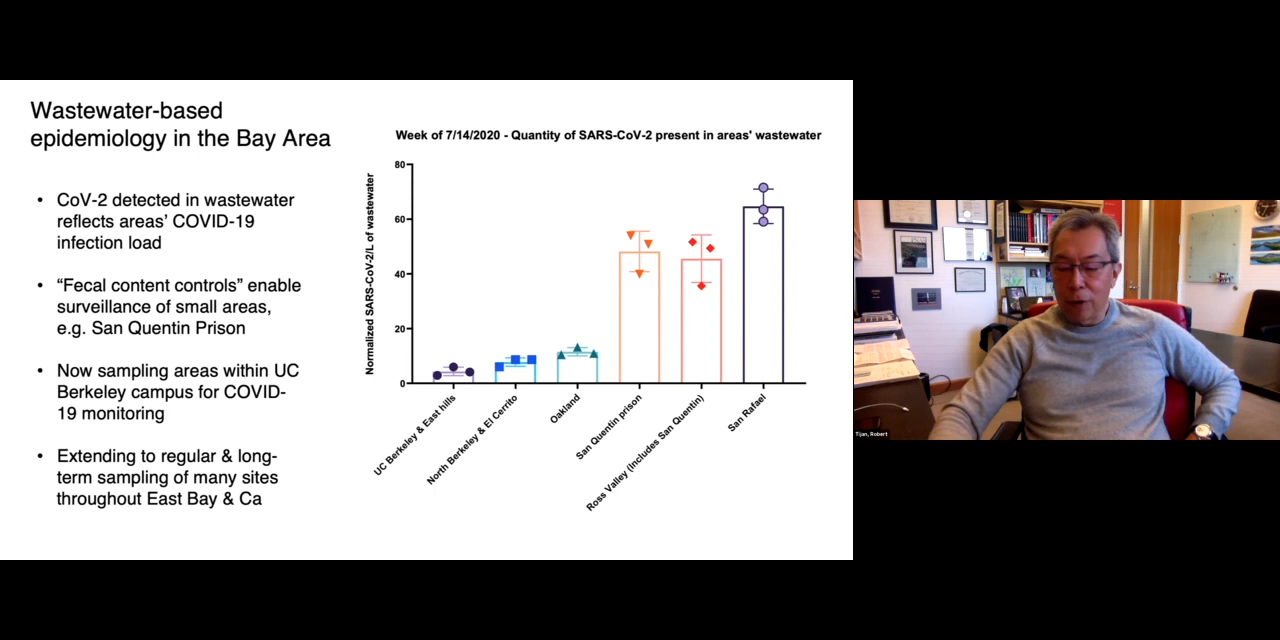 Wastewater-based
epidemiology in the Bay Area
• CoV-2 detected in wastewater
reflects areas’ COVID-19
infection load
• “Fecal content controls” enable
surveillance of small areas,
e.g. San Quentin Prison
• Now sampling areas within UC
Berkeley campus for COVID-
19 monitoring
• Extending to regular & long-
term sampling of many sites
throughout East Bay & Ca
Week of 7/14/2020 - Quantity of SARS-CoV-2 present in areas' wastewater
Normalized SARS-CoV-2/L of wastewater
80
60
40
20
0
UC Berkeley & East hills
North Berkeley & El Cerrito
Oakland
San Quentin prison
Ross Valley (Includes San Quentin)
San Rafael
Tijan, Robert